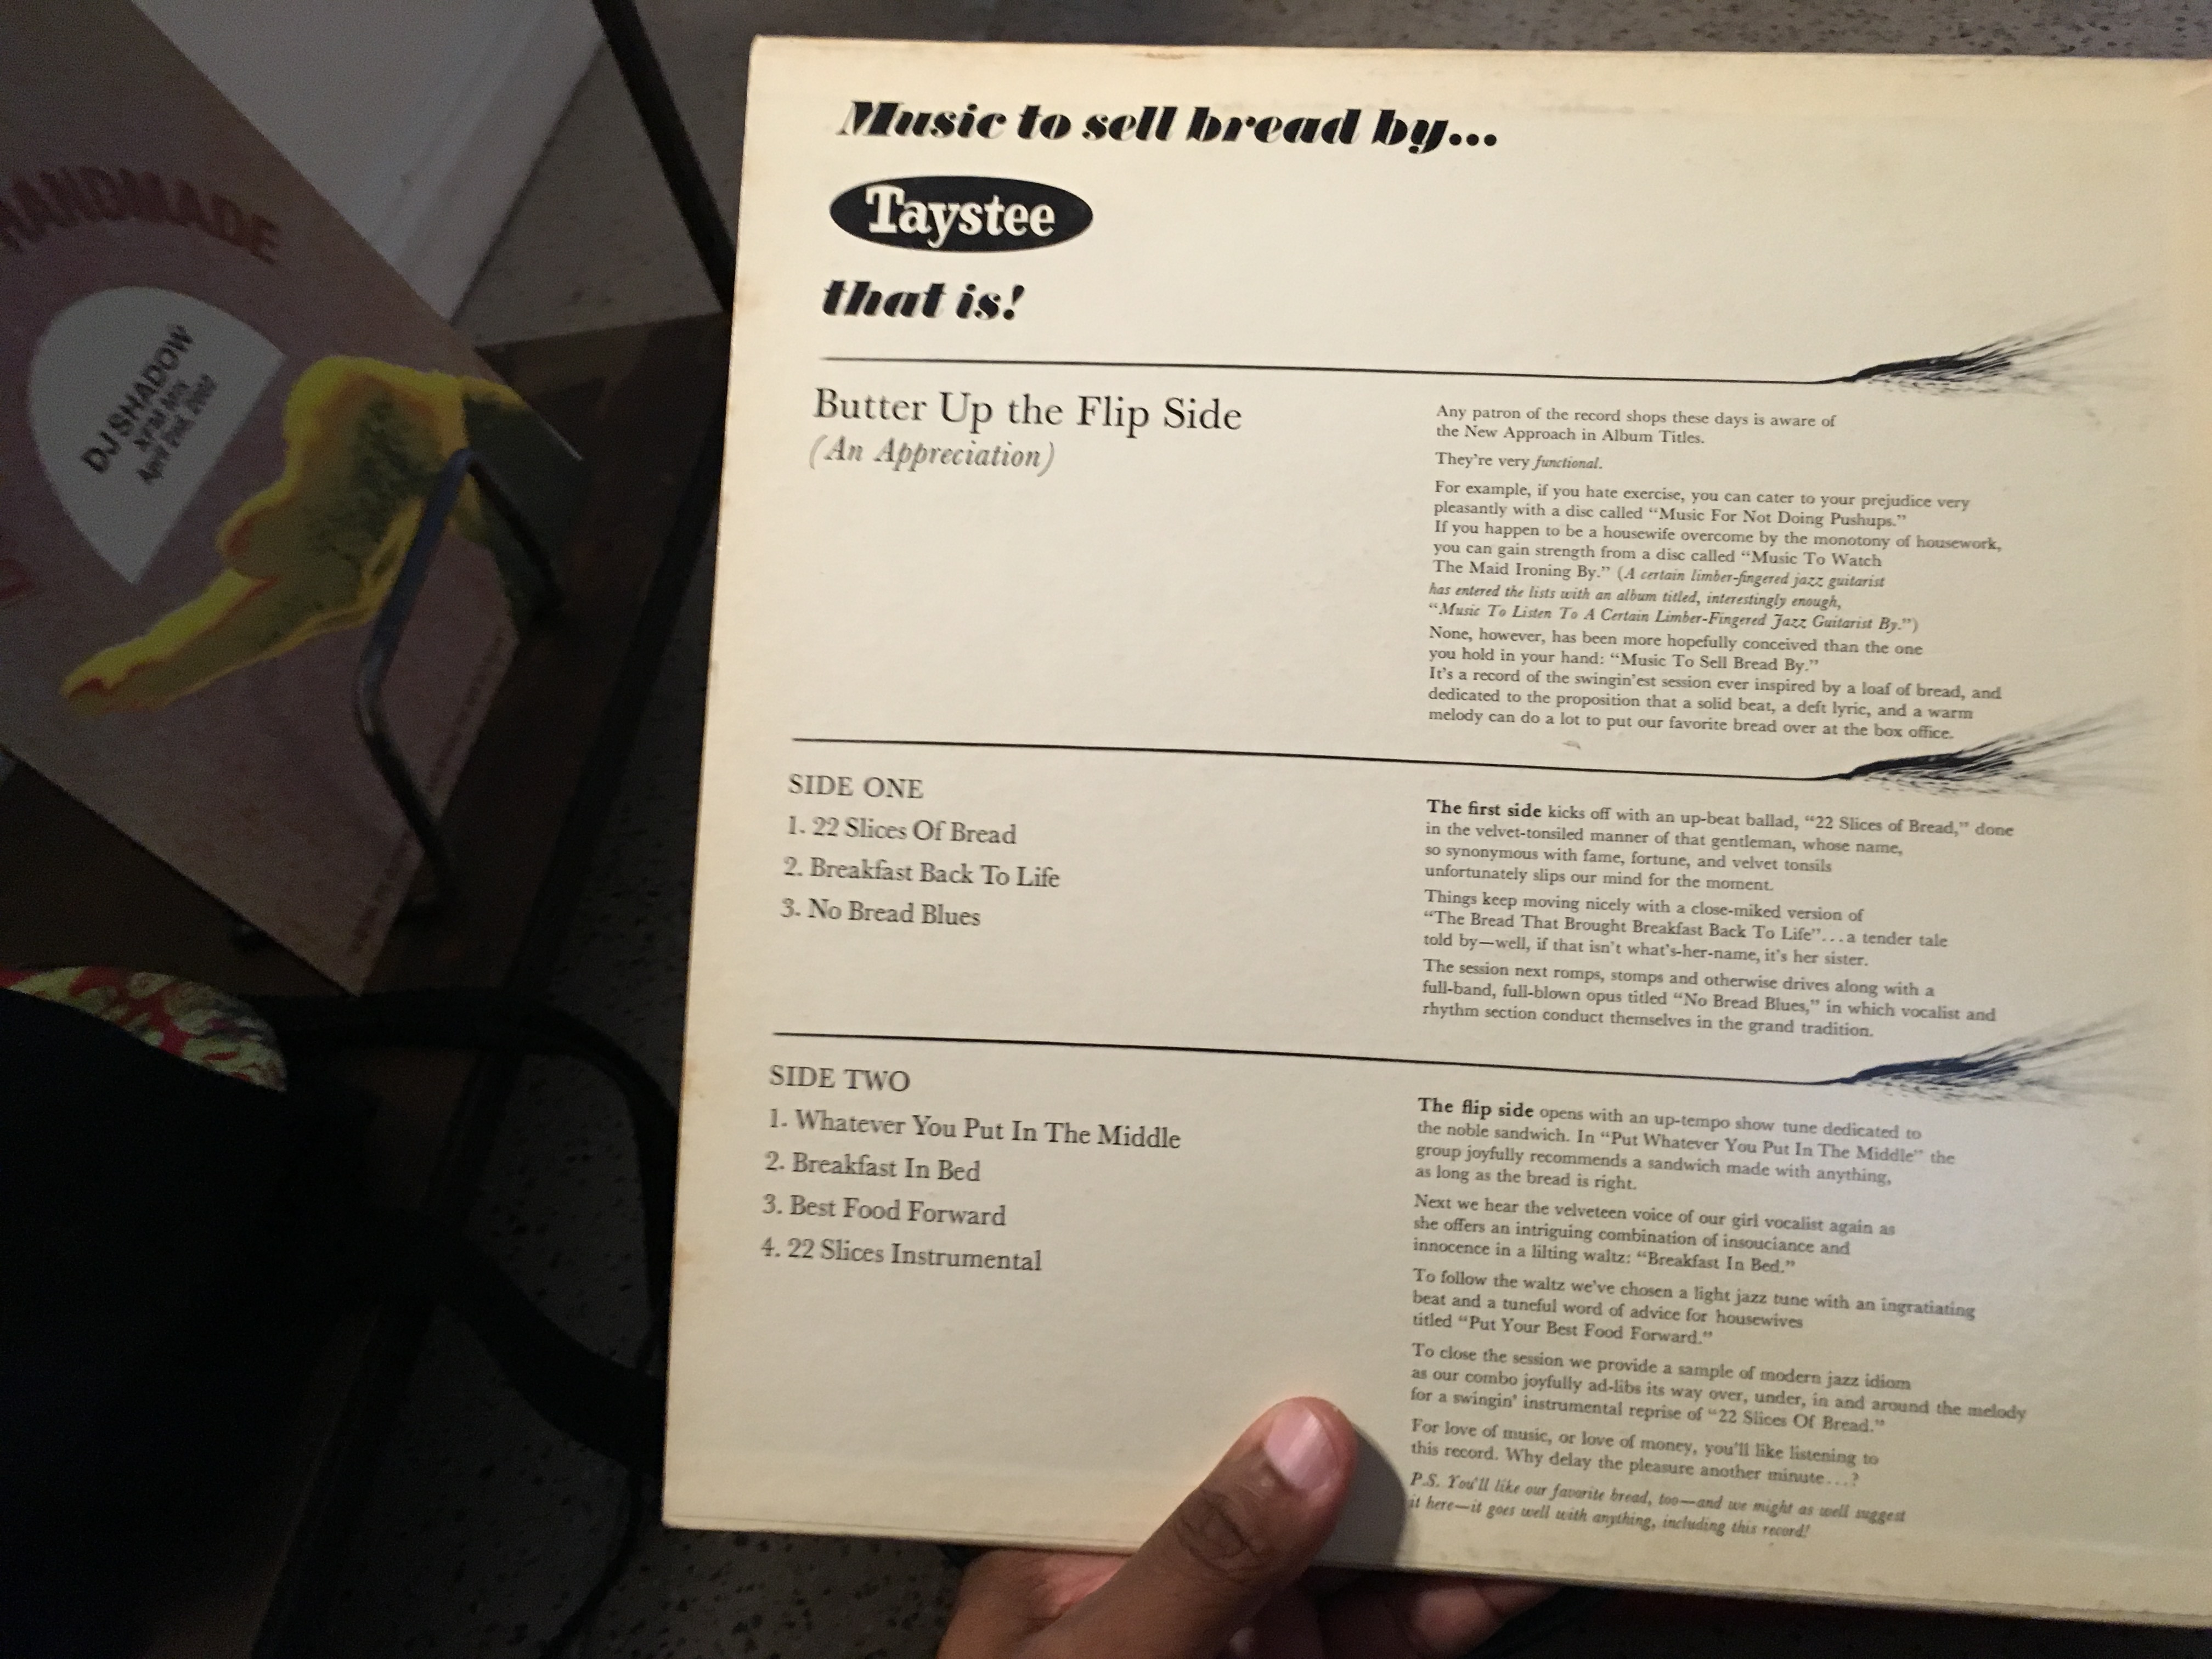 HANDMADE
DJ SHADOW
XFM Mix
April 2nd, 2002
Music to sell bread by...
Taystee
that is!
Butter Up the Flip Side
(An Appreciation)
Any patron of the record shops these days is aware of
the New Approach in Album Titles.
They're very functional.
For example, if you hate exercise, you can cater to your prejudice very
pleasantly with a disc called "Music For Not Doing Pushups."
If you happen to be a housewife overcome by the monotony of housework,
you can gain strength from a disc called "Music To Watch
The Maid Ironing By." (A certain limber-fingered jazz guitarist
has entered the lists with an album titled, interestingly enough,
"Music To Listen To A Certain Limber-Fingered Jazz Guitarist By.")
None, however, has been more hopefully conceived than the one
you hold in your hand: "Music To Sell Bread By."
It's a record of the swingin'est session ever inspired by a loaf of bread, and
dedicated to the proposition that a solid beat, a deft lyric, and a warm
melody can do a lot to put our favorite bread over at the box office.
SIDE ONE
1. 22 Slices Of Bread
2. Breakfast Back To Life
3. No Bread Blues
The first side kicks off with an up-beat ballad, "22 Slices of Bread," done
in the velvet-tonsiled manner of that gentleman, whose name,
so synonymous with fame, fortune, and velvet tonsils
unfortunately slips our mind for the moment.
Things keep moving nicely with a close-miked version of
"The Bread That Brought Breakfast Back To Life"...a tender tale
told by—well, if that isn't what's-her-name, it's her sister.
The session next romps, stomps and otherwise drives along with a
full-band, full-blown opus titled "No Bread Blues," in which vocalist and
rhythm section conduct themselves in the grand tradition.
SIDE TWO
1. Whatever You Put In The Middle
2. Breakfast In Bed
3. Best Food Forward
4. 22 Slices Instrumental
The flip side opens with an up-tempo show tune dedicated to
the noble sandwich. In "Put Whatever You Put In The Middle" the
group joyfully recommends a sandwich made with anything,
as long as the bread is right.
Next we hear the velveteen voice of our girl vocalist again as
she offers an intriguing combination of insouciance and
innocence in a lilting waltz: "Breakfast In Bed."
To follow the waltz we've chosen a light jazz tune with an ingratiating
beat and a tuneful word of advice for housewives
titled "Put Your Best Food Forward."
To close the session we provide a sample of modern jazz idiom
as our combo joyfully ad-libs its way over, under, in and around the melody
for a swingin' instrumental reprise of "22 Slices Of Bread."
For love of music, or love of money, you'll like listening to
this record. Why delay the pleasure another minute...?
P.S. You'll like our favorite bread, too—and we might as well suggest
it here—it goes well with anything, including this record!